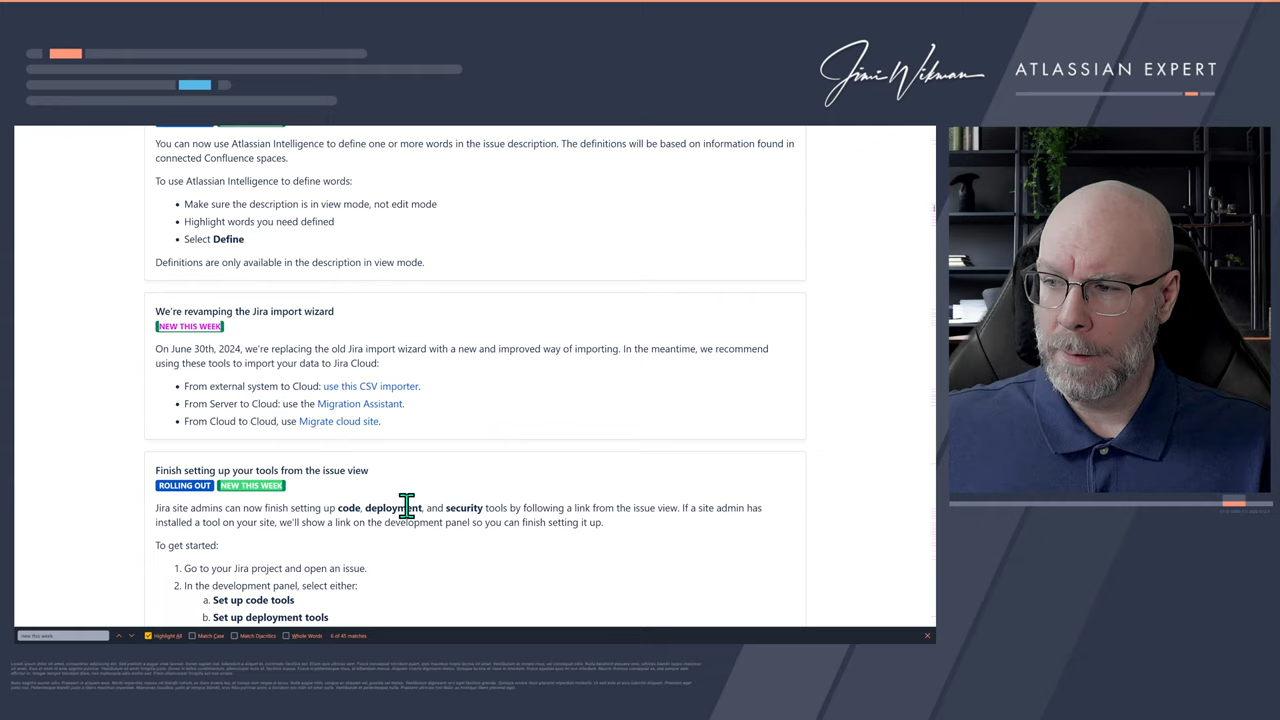 Jimi Wikman
ATLASSIAN EXPERT
You can now use Atlassian Intelligence to define one or more words in the issue description. The definitions will be based on information found in
connected Confluence spaces.
To use Atlassian Intelligence to define words:
• Make sure the description is in view mode, not edit mode
• Highlight words you need defined
• Select Define
Definitions are only available in the description in view mode.
We're revamping the Jira import wizard
NEW THIS WEEK
On June 30th, 2024, we're replacing the old Jira import wizard with a new and improved way of importing. In the meantime, we recommend
using these tools to import your data to Jira Cloud:
• From external system to Cloud: use this CSV importer.
• From Server to Cloud: use the Migration Assistant.
• From Cloud to Cloud, use Migrate cloud site.
Finish setting up your tools from the issue view
ROLLING OUT NEW THIS WEEK
Jira site admins can now finish setting up code, deployment, and security tools by following a link from the issue view. If a site admin has
installed a tool on your site, we'll show a link on the development panel so you can finish setting it up.
To get started:
1. Go to your Jira project and open an issue.
2. In the development panel, select either:
a. Set up code tools
b. Set up deployment tools
new this week Highlight All Match Case Match Diacritics Whole Words 6 of 45 matches